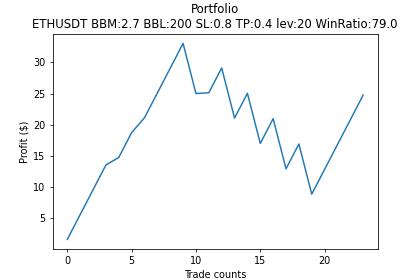 Portfolio
ETHUSDT BBM:2.7 BBL:200 SL:0.8 TP:0.4 lev:20 WinRatio:79.0
30
25
20
15
10
5
Profit ($)
0 5 10 15 20
Trade counts